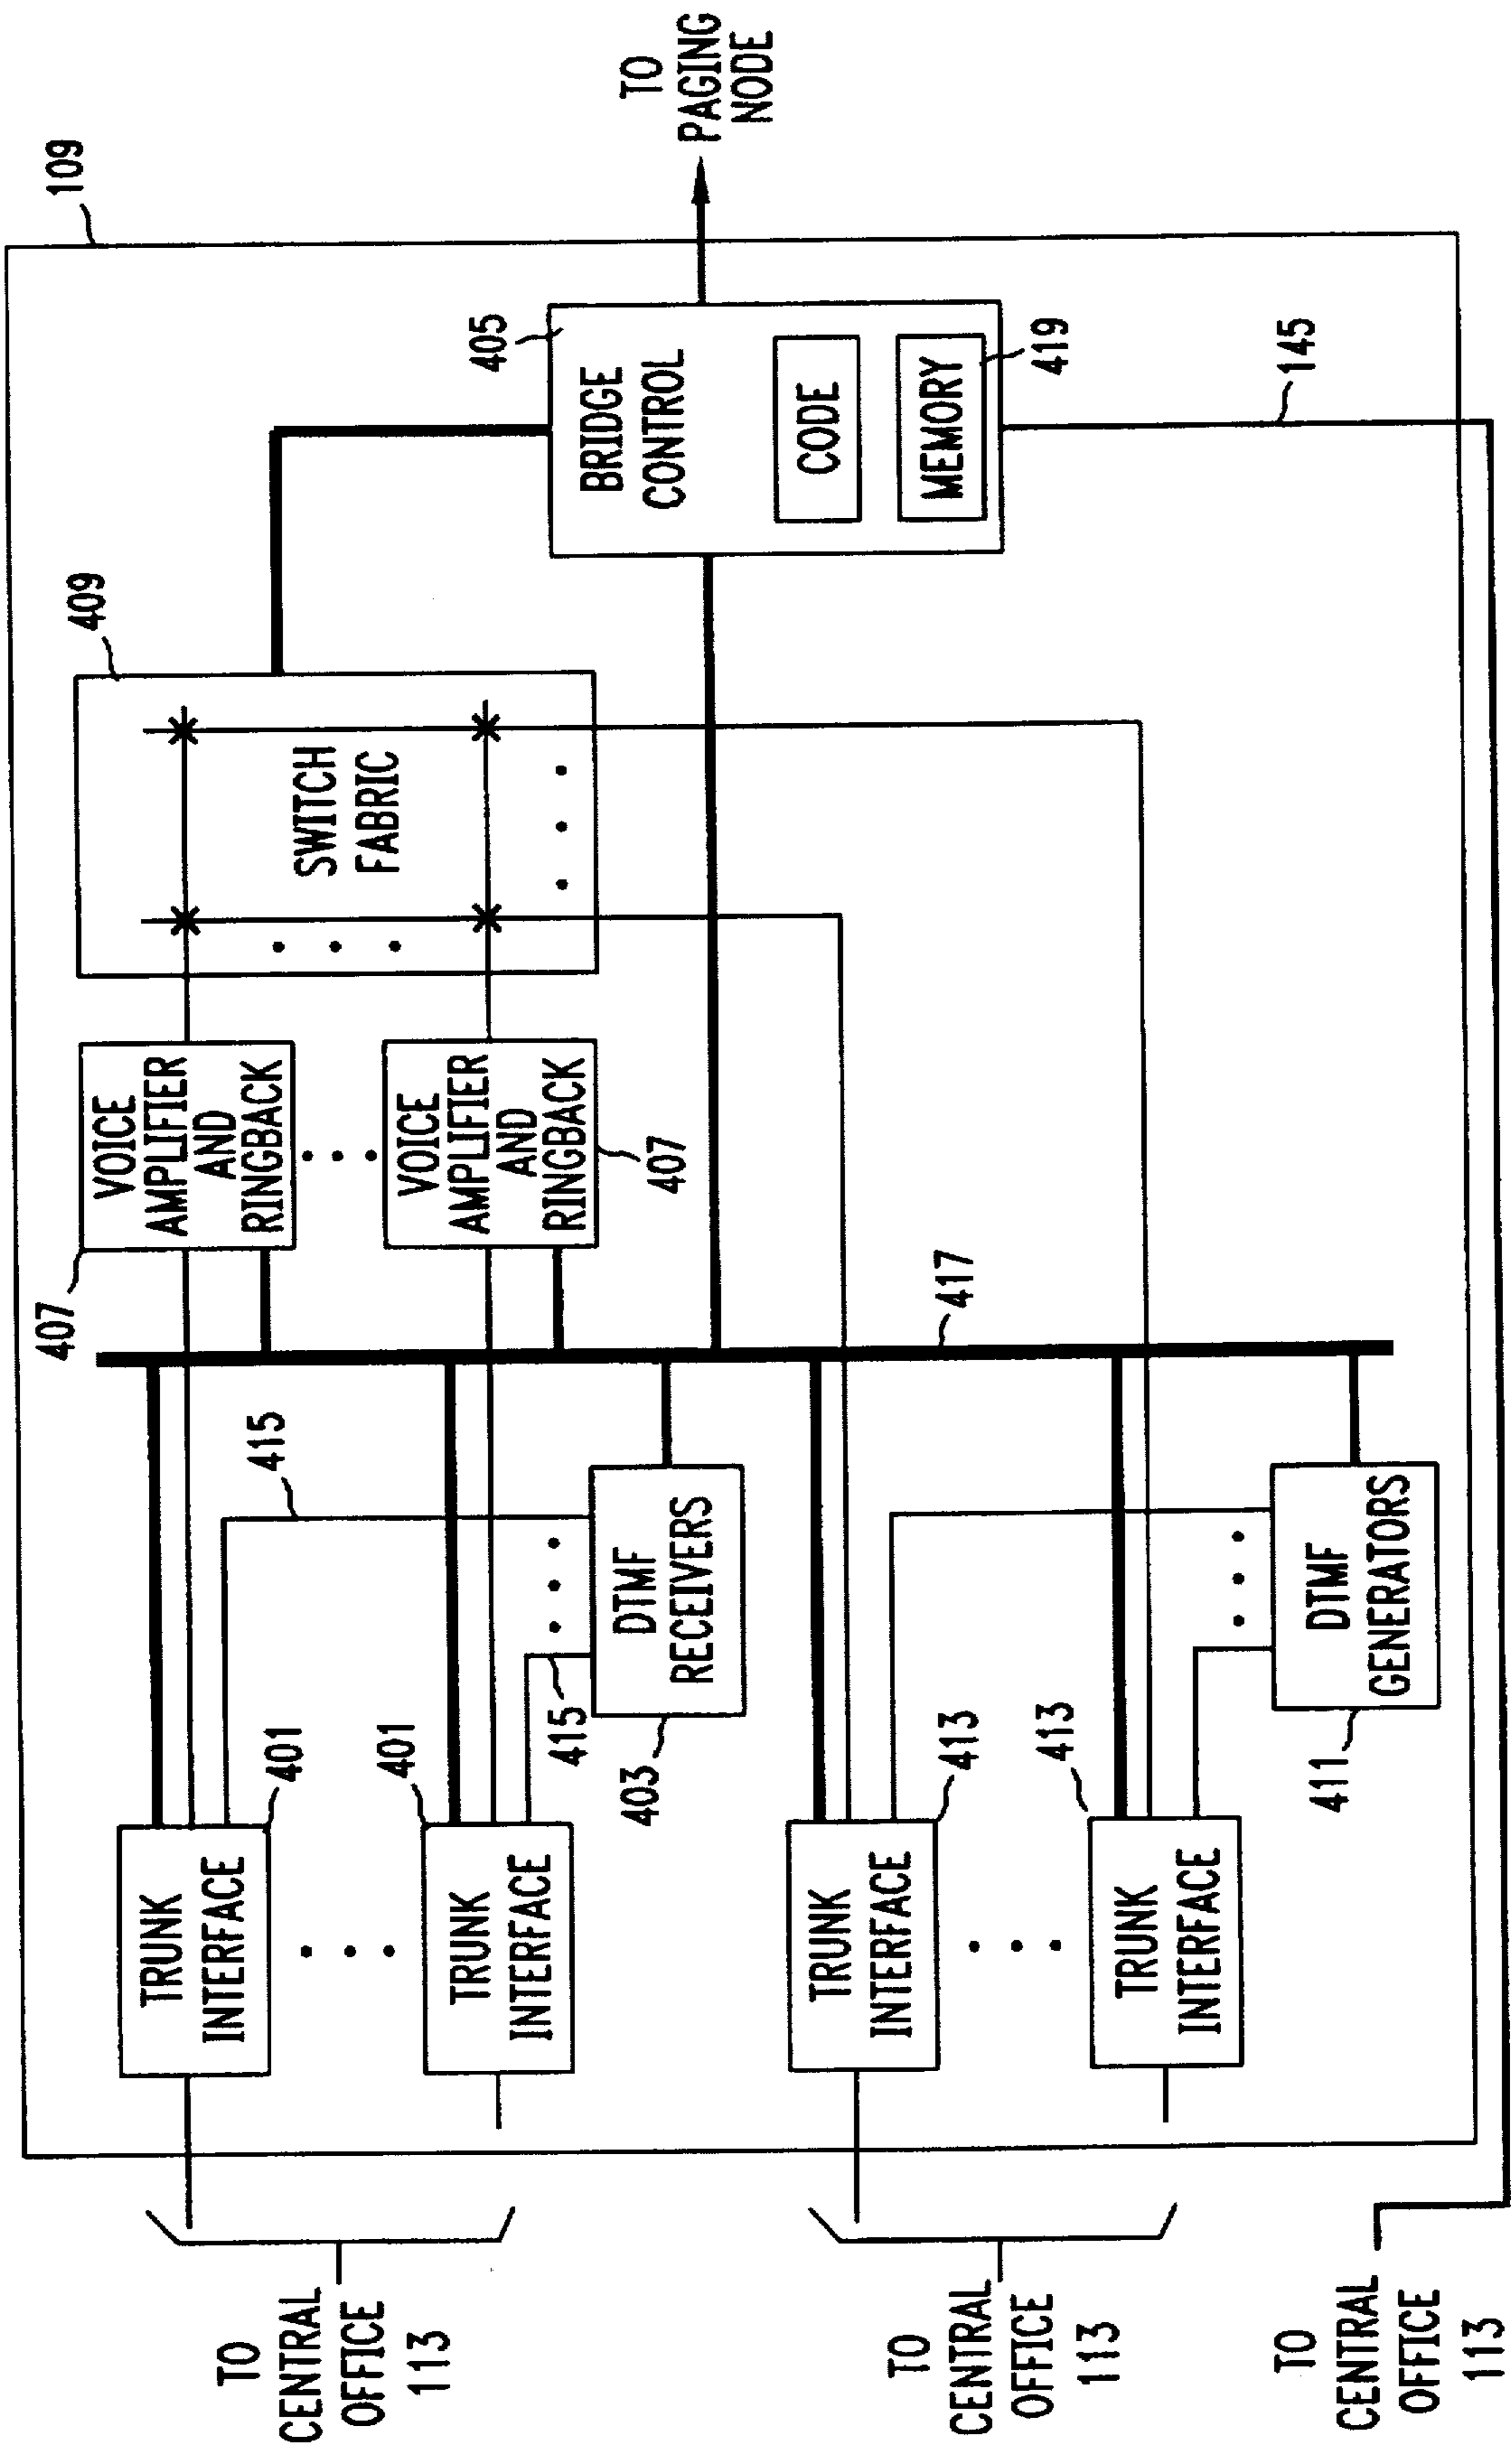 109
407
VOICE
AMPLIFIER
AND
RINGBACK
409
SWITCH
FABRIC
405
BRIDGE
CONTROL
CODE
MEMORY
419
145
TO
PAGING
NODE
VOICE
AMPLIFIER
AND
RINGBACK
407
417
TO
CENTRAL
OFFICE
113
TRUNK
INTERFACE
401
415
TRUNK
INTERFACE
401
415
DTMF
RECEIVERS
403
TO
CENTRAL
OFFICE
113
TRUNK
INTERFACE
413
TRUNK
INTERFACE
413
DTMF
GENERATORS
411
TO
CENTRAL
OFFICE
113